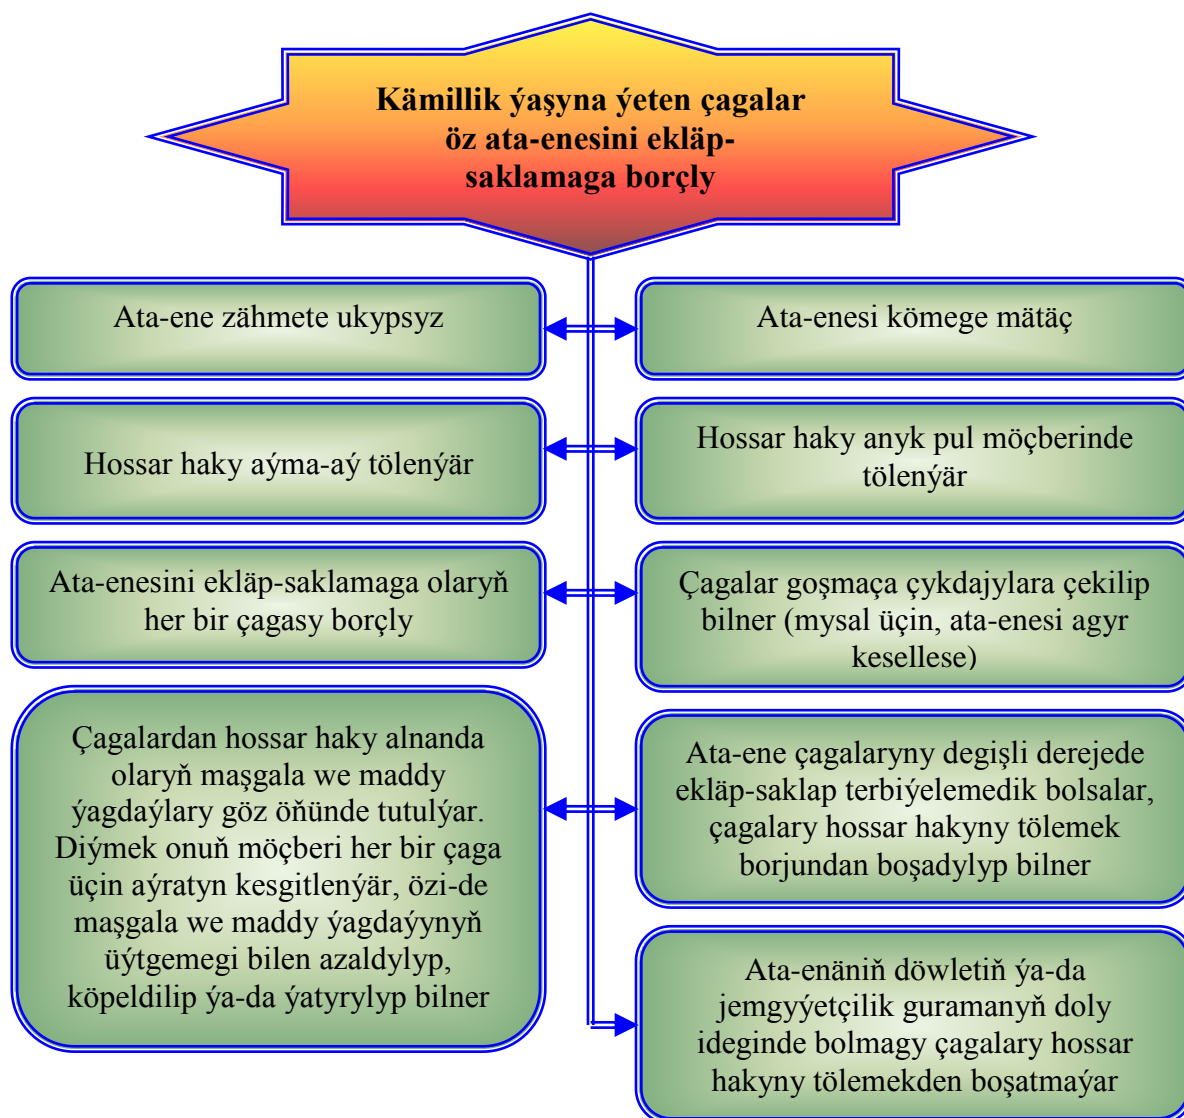 Kämillik ýaşyna ýeten çagalar
öz ata-enesini ekläp-
saklamaga borçly
Ata-ene zähmete ukypsyz
Ata-enesi kömege mätäç
Hossar haky aýma-aý tölenýär
Hossar haky anyk pul möçberinde
tölenýär
Ata-enesini ekläp-saklamaga olaryň
her bir çagasy borçly
Çagalar goşmaça çykdajylara çekilip
bilner (mysal üçin, ata-enesi agyr
kesellese)
Çagalardan hossar haky alnanda
olaryň maşgala we maddy
ýagdaýlary göz öňünde tutulýar.
Diýmek onuň möçberi her bir çaga
üçin aýratyn kesgitlenýär, özi-de
maşgala we maddy ýagdaýynyň
üýtgemegi bilen azaldylyp,
köpeldilip ýa-da ýatyrylyp bilner
Ata-ene çagalaryny degişli derejede
ekläp-saklap terbiýelemedik bolsalar,
çagalary hossar hakyny tölemek
borjundan boşadylyp bilner
Ata-enäniň döwletiň ýa-da
jemgyýetçilik guramanyň doly
ideginde bolmagy çagalary hossar
hakyny tölemekden boşatmaýar